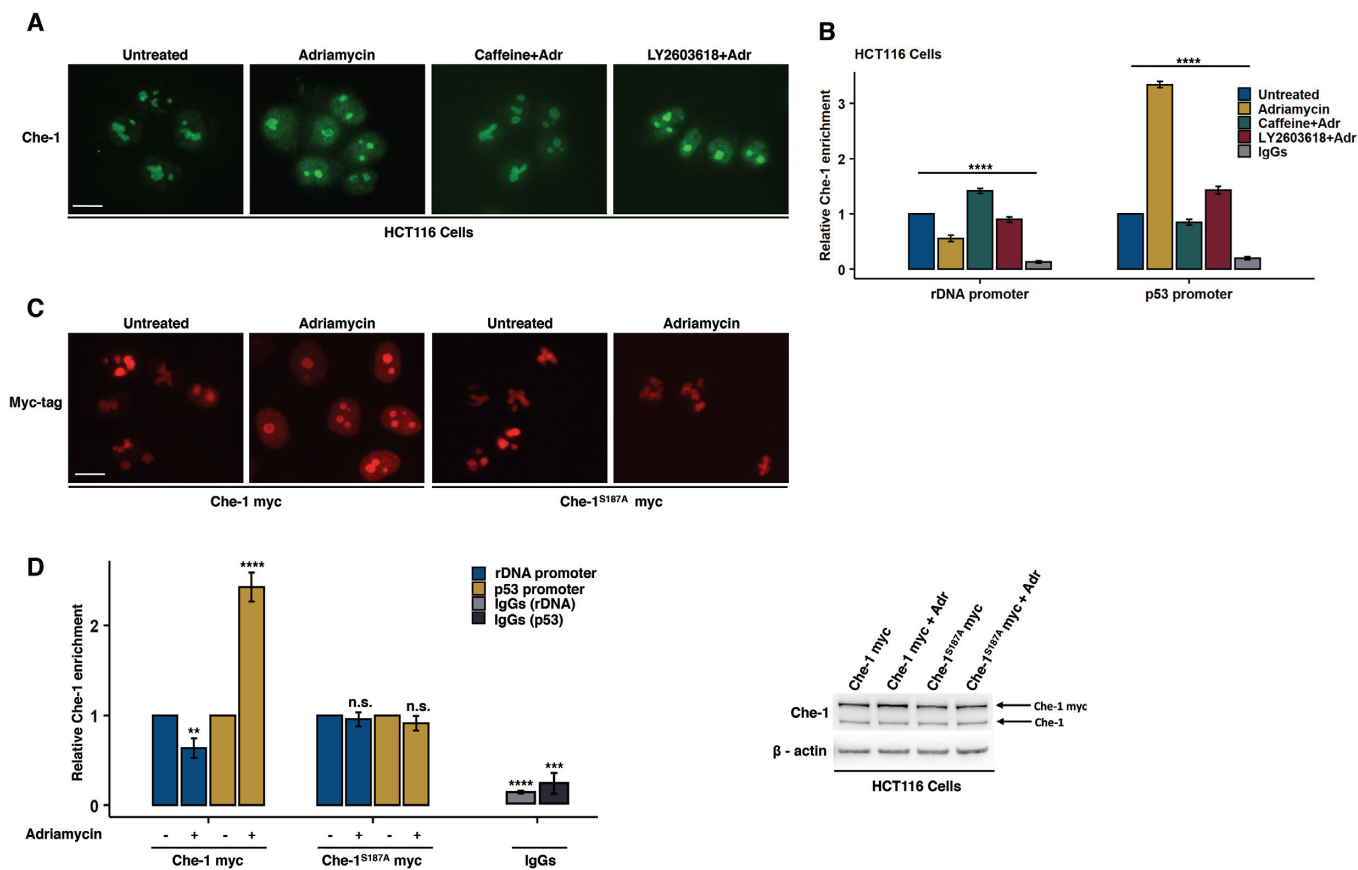 A
Untreated
Adriamycin
Caffeine+Adr
LY2603618+Adr
Che-1
HCT116 Cells
B
HCT116 Cells
Relative Che-1 enrichment
3
2
1
0
****
****
Untreated
Adriamycin
Caffeine+Adr
LY2603618+Adr
IgGs
rDNA promoter
p53 promoter
C
Untreated
Adriamycin
Untreated
Adriamycin
Myc-tag
Che-1 myc
Che-1S187A myc
D
Relative Che-1 enrichment
2
1
0
**
****
n.s.
n.s.
****
***
rDNA promoter
p53 promoter
IgGs (rDNA)
IgGs (p53)
Adriamycin - + - + - + - +
Che-1 myc
Che-1S187A myc
IgGs
Che-1 myc
Che-1 myc + Adr
Che-1S187A myc
Che-1S187A myc + Adr
Che-1
Che-1 myc
Che-1
β - actin
HCT116 Cells